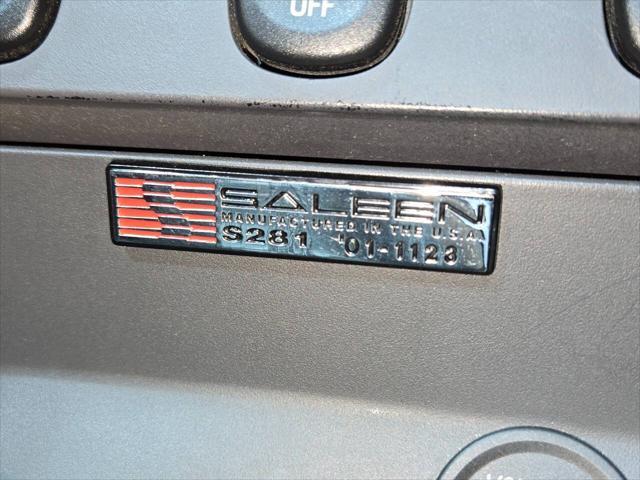 OFF
SALEEN
MANUFACTURED IN THE U.S.A
S281 01-1123